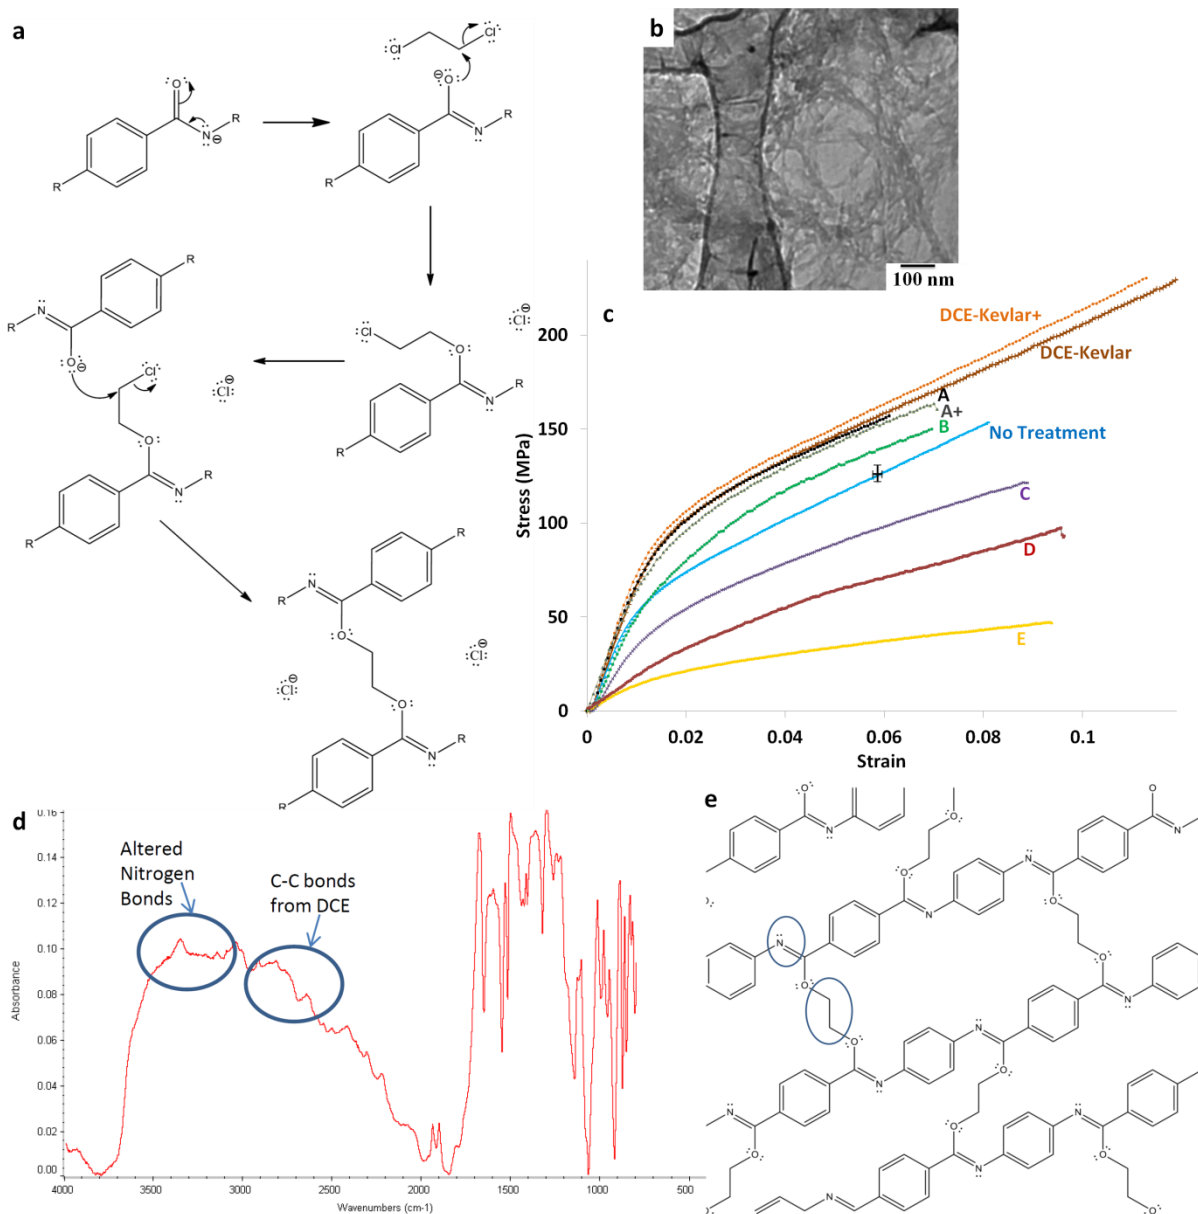 a
:Cl
Cl:
O
N
R
R
O
N
R
R
R
N
R
O
Cl
Cl
O
N
R
R
Cl
O
N
R
R
Cl
R
N
R
O
Cl
Cl
O
N
R
R
b
100 nm
c
Stress (MPa)
200
150
100
50
0
0
0.02
0.04
0.06
0.08
0.1
Strain
DCE-Kevlar+
DCE-Kevlar
A
A+
B
No Treatment
C
D
E
d
Altered
Nitrogen
Bonds
C-C bonds
from DCE
Absorbance
0.16
0.14
0.12
0.10
0.08
0.06
0.04
0.02
0.00
4000
3500
3000
2500
2000
1500
1000
500
Wavenumbers (cm-1)
e
O
N
O
O
N
N
O
O
O
N
N
O
O
O
N
O
N
N
O
N
O
O
N
O
N
O
N
O
O
O